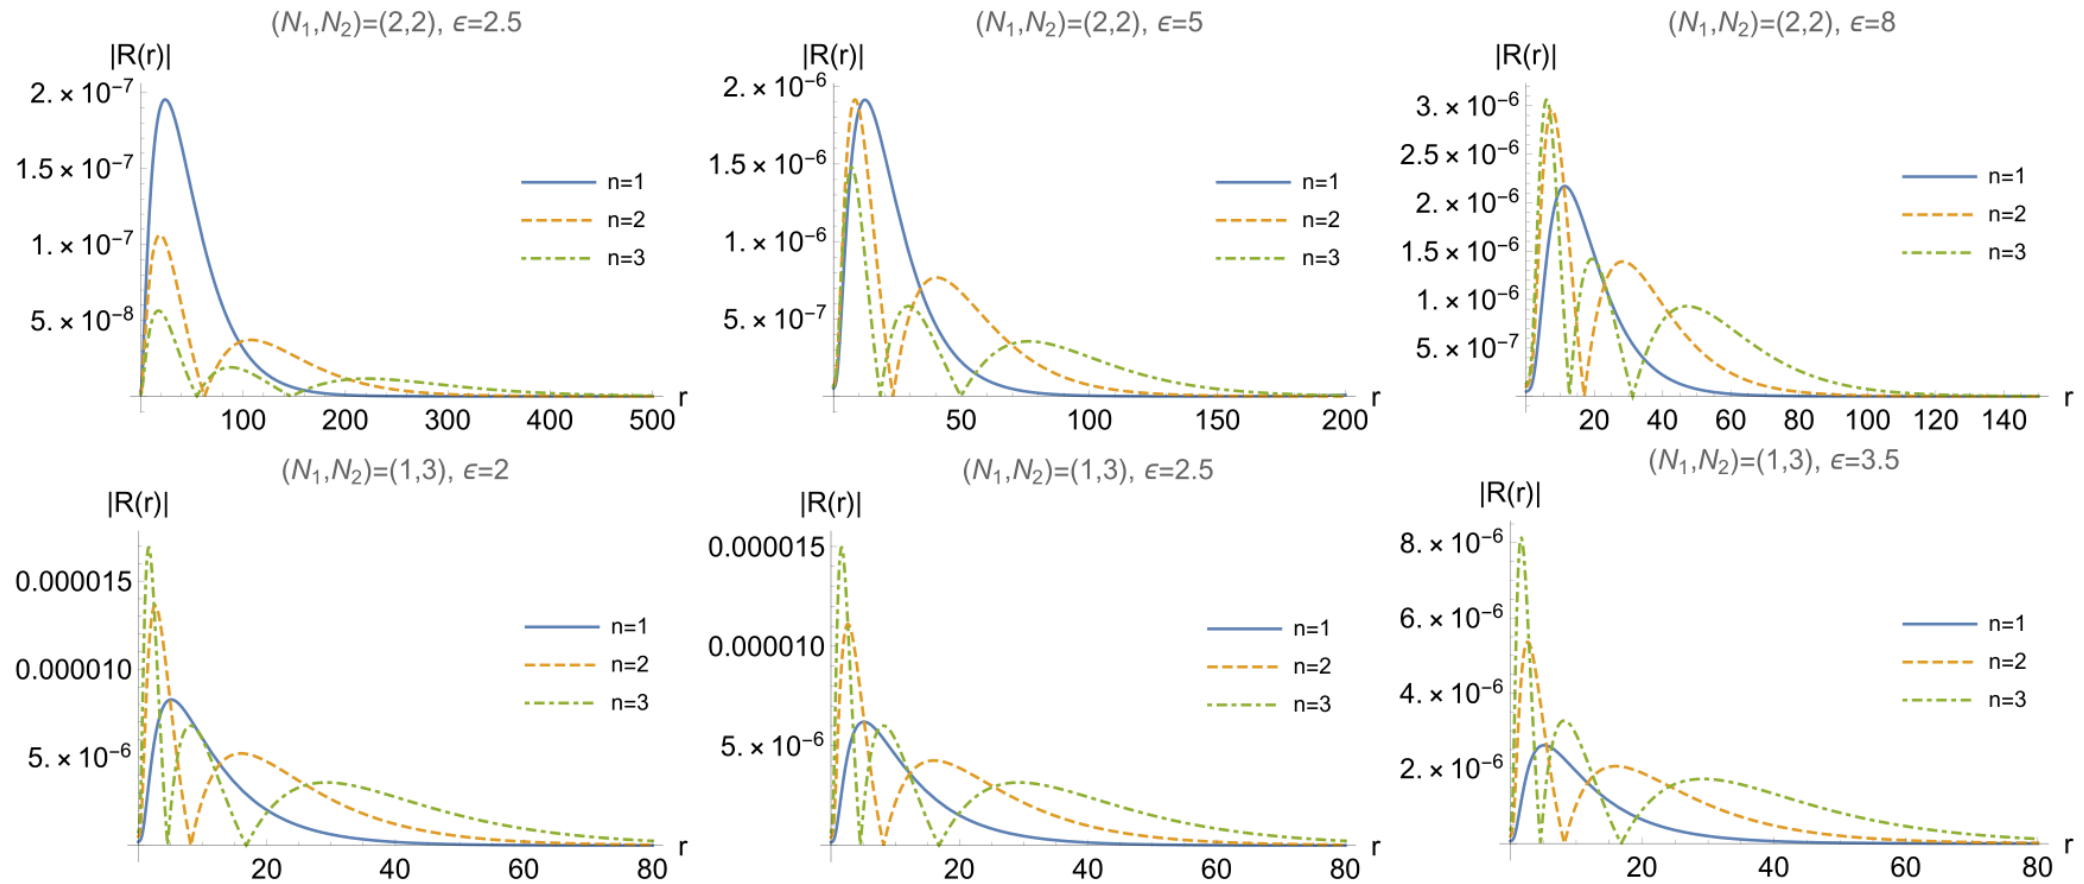 (N₁,N₂)=(2,2), ϵ=2.5
|R(r)|
2. × 10⁻⁷
1.5 × 10⁻⁷
1. × 10⁻⁷
5. × 10⁻⁸
100 200 300 400 500 r
n=1
n=2
n=3
(N₁,N₂)=(2,2), ϵ=5
|R(r)|
2. × 10⁻⁶
1.5 × 10⁻⁶
1. × 10⁻⁶
5. × 10⁻⁷
50 100 150 200 r
n=1
n=2
n=3
(N₁,N₂)=(2,2), ϵ=8
|R(r)|
3. × 10⁻⁶
2.5 × 10⁻⁶
2. × 10⁻⁶
1.5 × 10⁻⁶
1. × 10⁻⁶
5. × 10⁻⁷
20 40 60 80 100 120 140 r
n=1
n=2
n=3
(N₁,N₂)=(1,3), ϵ=2
|R(r)|
0.000015
0.000010
5. × 10⁻⁶
20 40 60 80 r
n=1
n=2
n=3
(N₁,N₂)=(1,3), ϵ=2.5
|R(r)|
0.000015
0.000010
5. × 10⁻⁶
20 40 60 80 r
n=1
n=2
n=3
(N₁,N₂)=(1,3), ϵ=3.5
|R(r)|
8. × 10⁻⁶
6. × 10⁻⁶
4. × 10⁻⁶
2. × 10⁻⁶
20 40 60 80 r
n=1
n=2
n=3